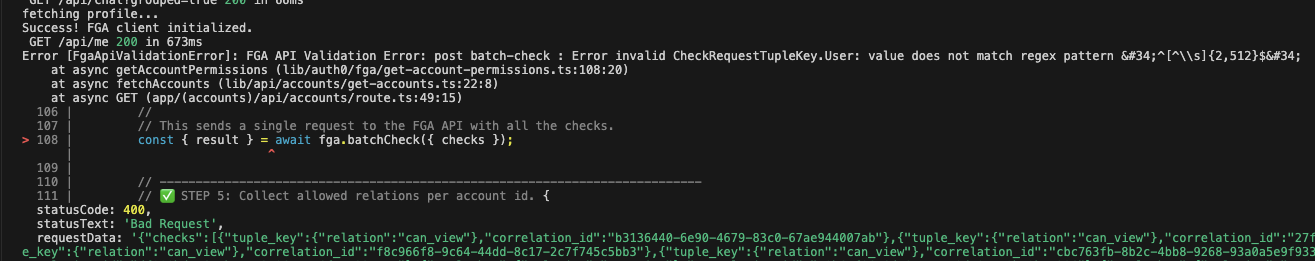 GET /api/chat?grouped=true 200 in 66ms
fetching profile...
Success! FGA client initialized.
GET /api/me 200 in 673ms
Error [FgaApiValidationError]: FGA API Validation Error: post batch-check : Error invalid CheckRequestTupleKey.User: value does not match regex pattern &#34;^[^\\s]{2,512}$&#34;
at async getAccountPermissions (lib/auth0/fga/get-account-permissions.ts:108:20)
at async fetchAccounts (lib/api/accounts/get-accounts.ts:22:8)
at async GET (app/(accounts)/api/accounts/route.ts:49:15)
106 | //
107 | // This sends a single request to the FGA API with all the checks.
> 108 | const { result } = await fga.batchCheck({ checks });
| ^
109 |
110 | // ---------------------------------------------------------------------------
111 | // ✅ STEP 5: Collect allowed relations per account id. {
statusCode: 400,
statusText: 'Bad Request',
requestData: '{"checks":[{"tuple_key":{"relation":"can_view"},"correlation_id":"b3136440-6e90-4679-83c0-67ae944007ab"},{"tuple_key":{"relation":"can_view"},"correlation_id":"27f
e_key":{"relation":"can_view"},"correlation_id":"f8c966f8-9c64-44dd-8c17-2c7f745c5bb3"},{"tuple_key":{"relation":"can_view"},"correlation_id":"cbc763fb-8b2c-4bb8-9268-93a0a5e9f933